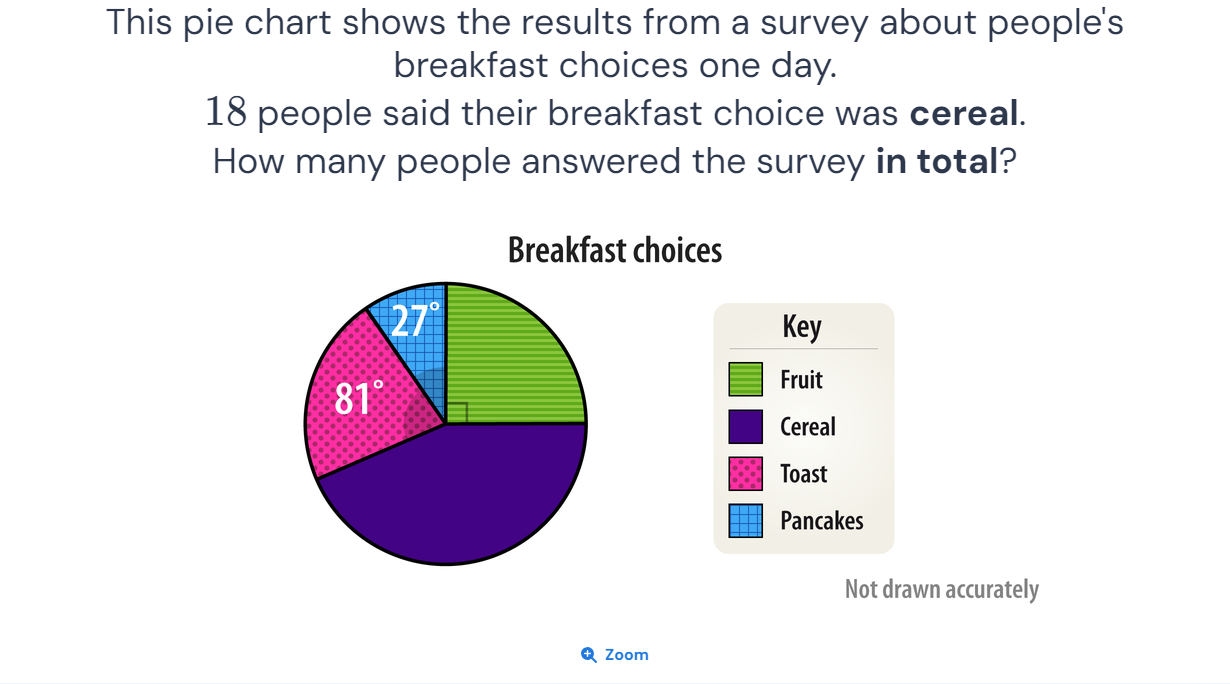 This pie chart shows the results from a survey about people's
breakfast choices one day.
18 people said their breakfast choice was cereal.
How many people answered the survey in total?
Breakfast choices
27°
81°
Key
Fruit
Cereal
Toast
Pancakes
Not drawn accurately
Zoom